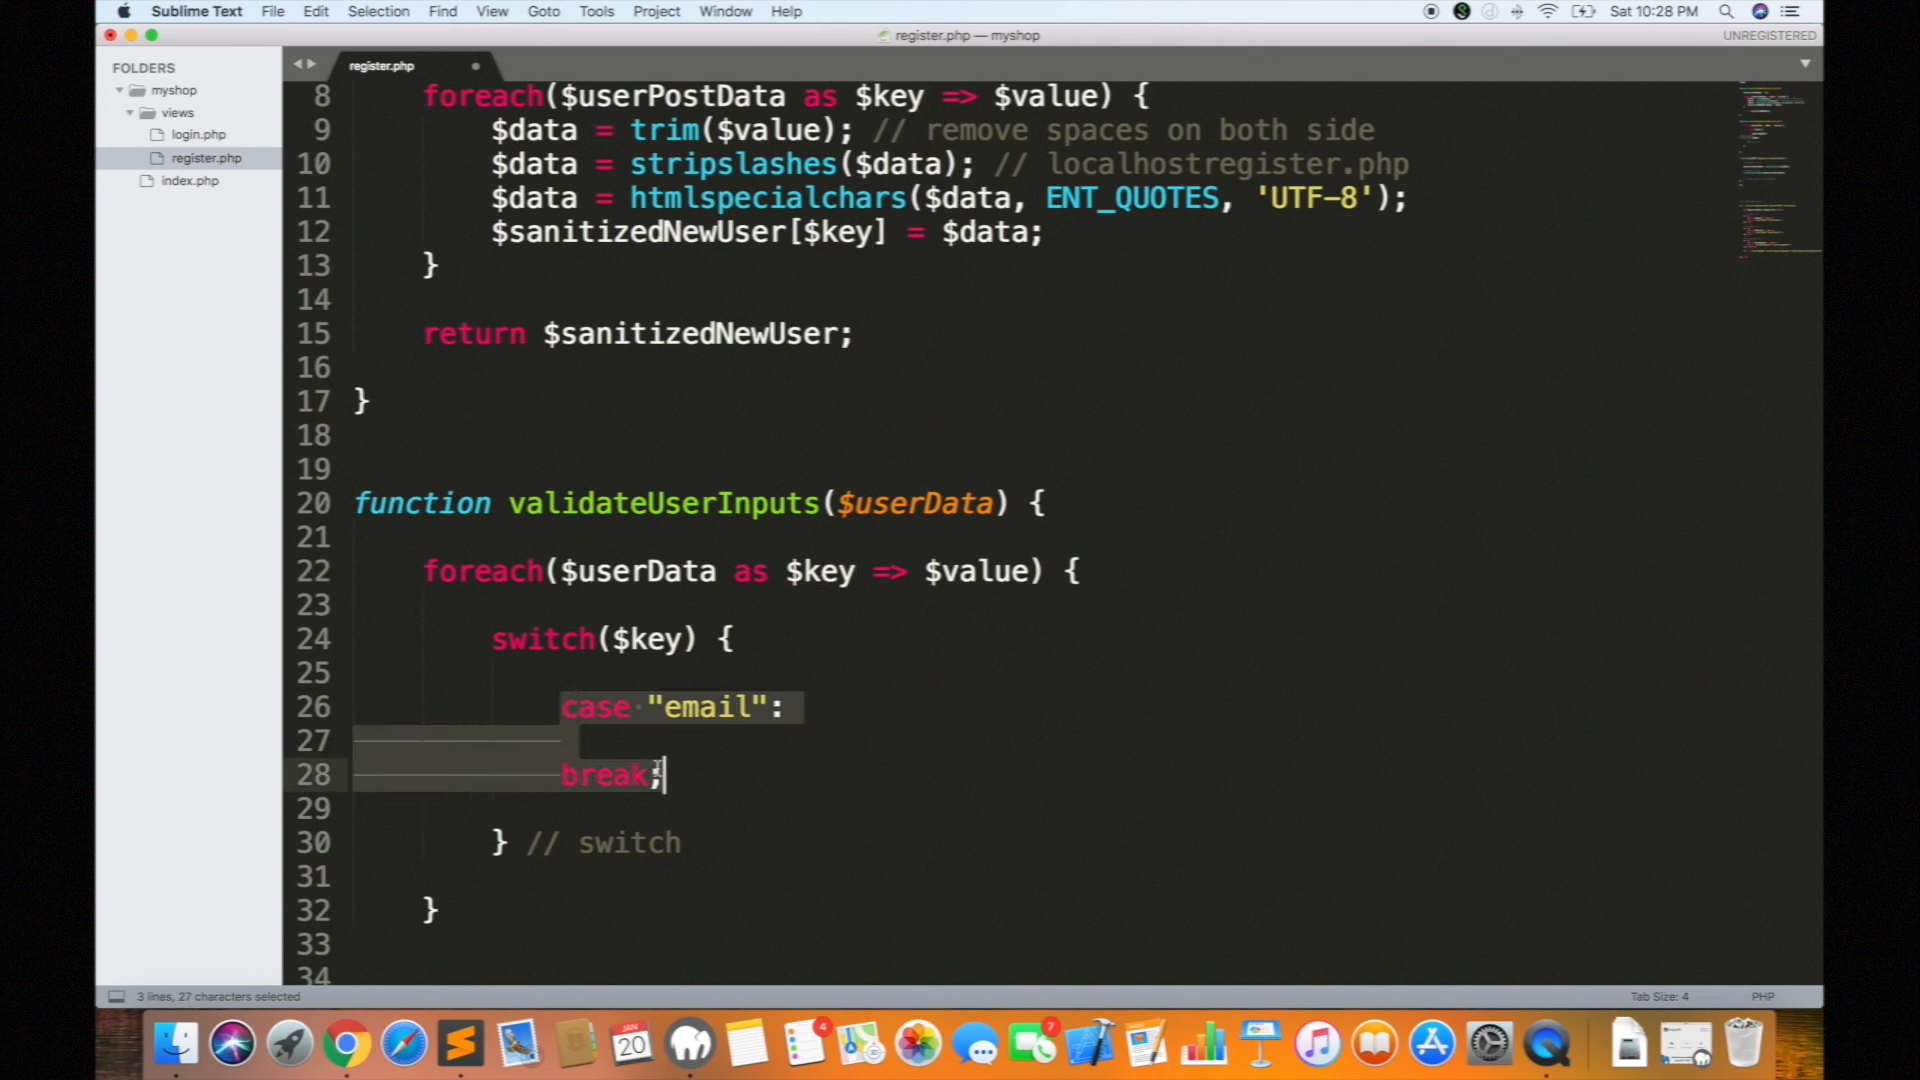 Sublime Text File Edit Selection Find View Goto Tools Project Window Help Sat 10:28 PM
register.php — myshop UNREGISTERED
FOLDERS
myshop
views
login.php
register.php
index.php
register.php
8 foreach($userPostData as $key => $value) {
9 $data = trim($value); // remove spaces on both side
10 $data = stripslashes($data); // localhostregister.php
11 $data = htmlspecialchars($data, ENT_QUOTES, 'UTF-8');
12 $sanitizedNewUser[$key] = $data;
13 }
14
15 return $sanitizedNewUser;
16
17 }
18
19
20 function validateUserInputs($userData) {
21
22 foreach($userData as $key => $value) {
23
24 switch($key) {
25
26 case "email":
27
28 break;
29
30 } // switch
31
32 }
33
34
3 lines, 27 characters selected Tab Size: 4 PHP
JAN
20
4
7